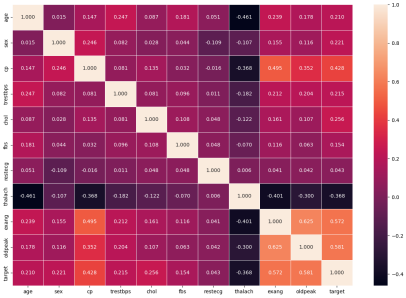 age 1.000 0.015 0.147 0.247 0.087 0.181 0.051 -0.461 0.239 0.178 0.210
sex 0.015 1.000 0.246 0.082 0.028 0.044 -0.109 -0.107 0.155 0.116 0.221
cp 0.147 0.246 1.000 0.081 0.135 0.032 -0.016 -0.368 0.495 0.352 0.428
trestbps 0.247 0.082 0.081 1.000 0.081 0.096 0.011 -0.182 0.212 0.204 0.215
chol 0.087 0.028 0.135 0.081 1.000 0.108 0.048 -0.122 0.161 0.107 0.256
fbs 0.181 0.044 0.032 0.096 0.108 1.000 0.048 -0.070 0.116 0.063 0.154
restecg 0.051 -0.109 -0.016 0.011 0.048 0.048 1.000 0.006 0.041 0.042 0.043
thalach -0.461 -0.107 -0.368 -0.182 -0.122 -0.070 0.006 1.000 -0.401 -0.300 -0.368
exang 0.239 0.155 0.495 0.212 0.161 0.116 0.041 -0.401 1.000 0.625 0.572
oldpeak 0.178 0.116 0.352 0.204 0.107 0.063 0.042 -0.300 0.625 1.000 0.591
target 0.210 0.221 0.428 0.215 0.256 0.154 0.043 -0.368 0.572 0.591 1.000
age sex cp trestbps chol fbs restecg thalach exang oldpeak target
1.0
0.8
0.6
0.4
0.2
0.0
−0.2
−0.4